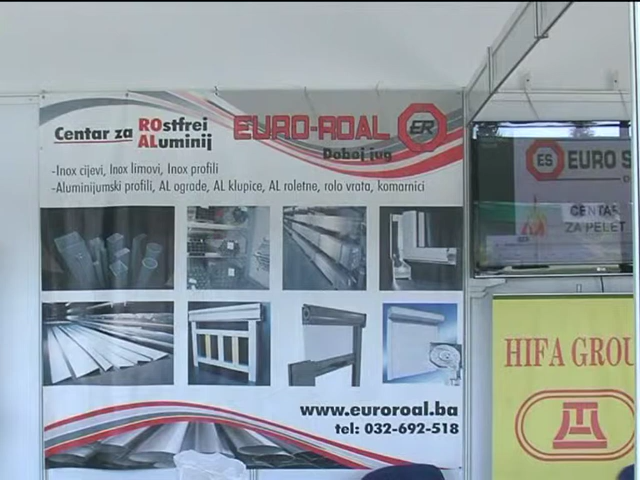 Centar za ROstfrei
ALuminij
EURO-ROAL
ER
Doboj jug
-Inox cijevi, Inox limovi, Inox profili
-Aluminijumski profili, AL ograde, AL klupice, AL roletne, rolo vrata, komarnici
www.euroroal.ba
tel: 032-692-518
ES EURO S
CENTAR
ZA PELET
HIFA GROU